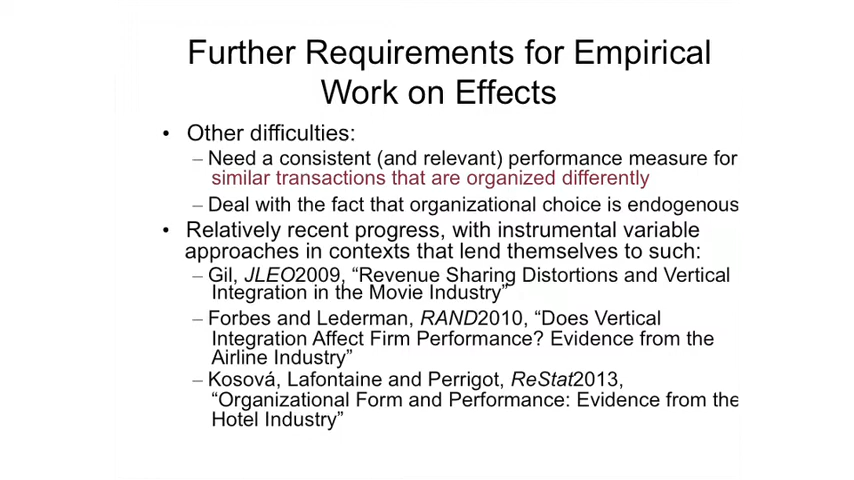 Further Requirements for Empirical
Work on Effects
• Other difficulties:
– Need a consistent (and relevant) performance measure for
similar transactions that are organized differently
– Deal with the fact that organizational choice is endogenous
• Relatively recent progress, with instrumental variable
approaches in contexts that lend themselves to such:
– Gil, JLEO2009, “Revenue Sharing Distortions and Vertical
Integration in the Movie Industry”
– Forbes and Lederman, RAND2010, “Does Vertical
Integration Affect Firm Performance? Evidence from the
Airline Industry”
– Kosová, Lafontaine and Perrigot, ReStat2013,
“Organizational Form and Performance: Evidence from the
Hotel Industry”